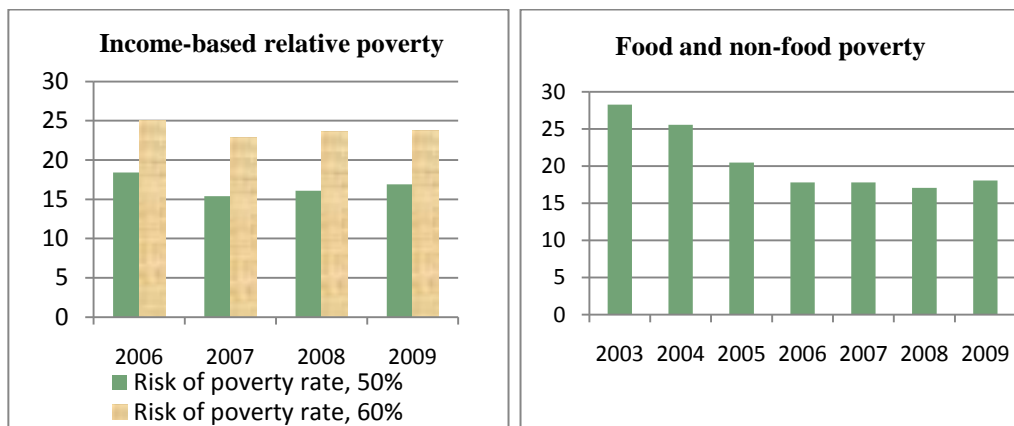 Income-based relative poverty
30
25
20
15
10
5
0
2006 2007 2008 2009
Risk of poverty rate, 50%
Risk of poverty rate, 60%
Food and non-food poverty
30
25
20
15
10
5
0
2003 2004 2005 2006 2007 2008 2009